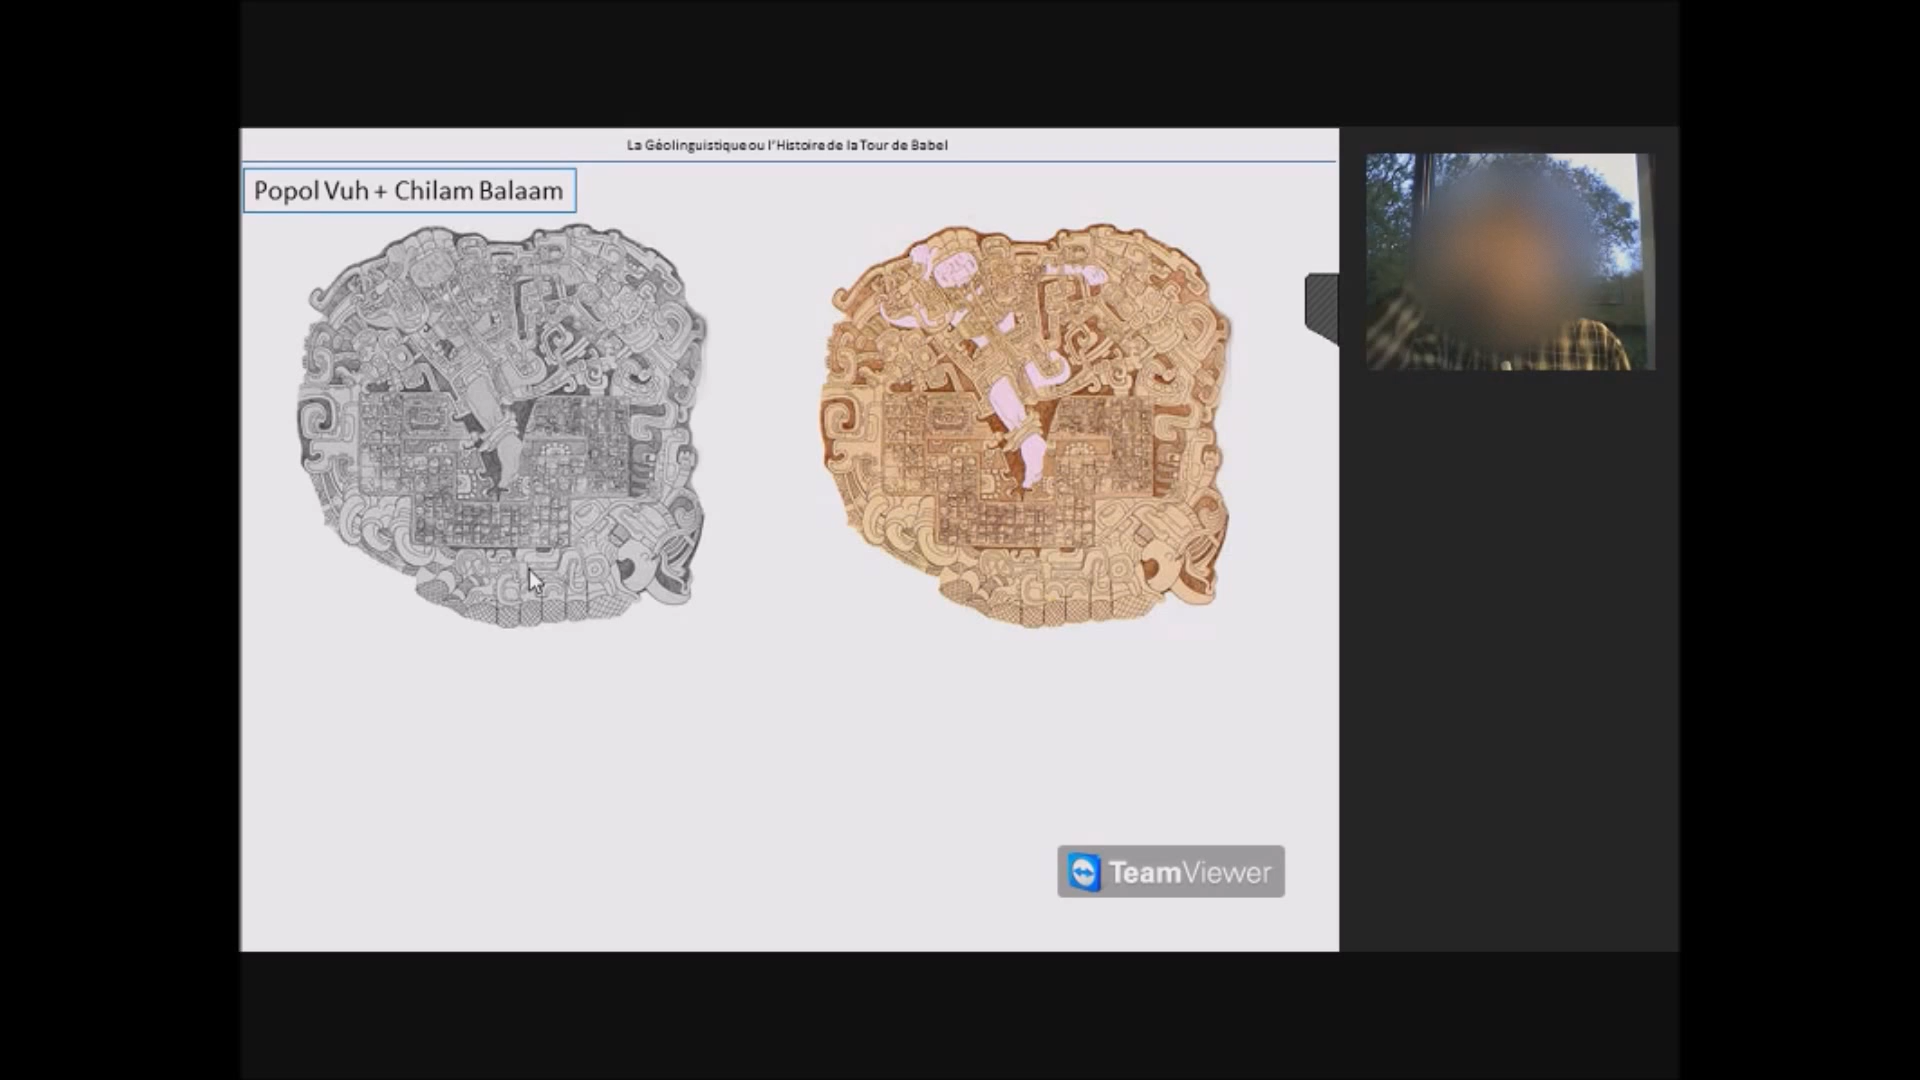 La Géolinguistique ou l'Histoire de la Tour de Babel
Popol Vuh + Chilam Balaam
TeamViewer